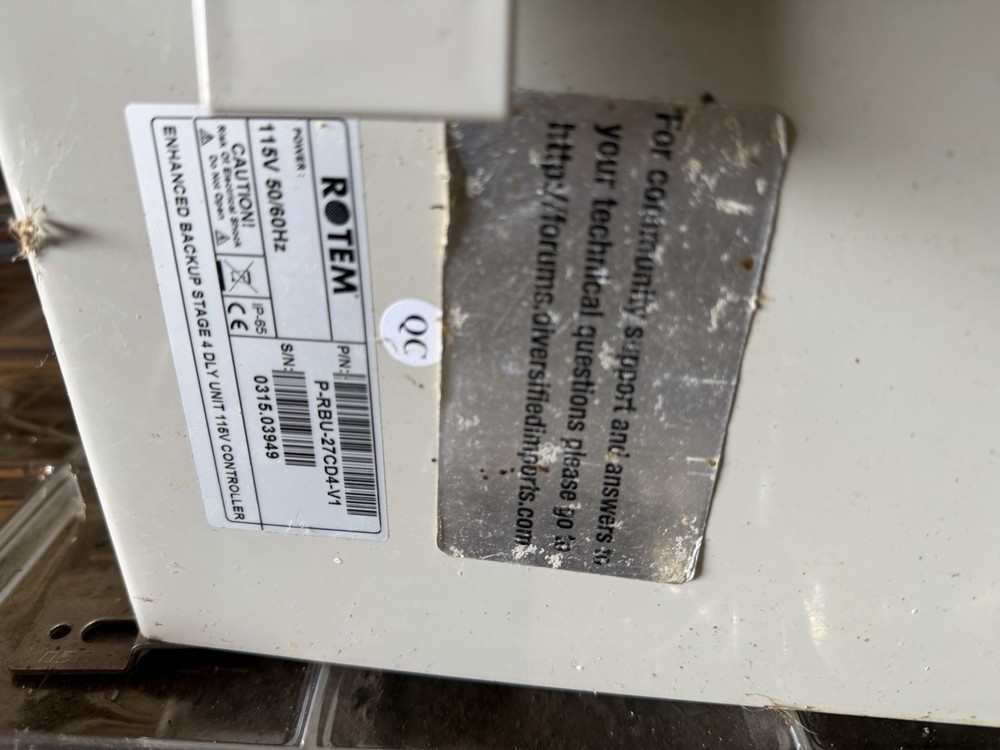 ROTEM
POWER:
115V 50/60Hz
CAUTION!
Risk Of Electrical Shock
Do Not Open
IP-65
CE
P/N:
P-RBU-27CD4-V1
S/N:
0315.03949
ENHANCED BACKUP STAGE 4 DLY UNIT 115V CONTROLLER
QC
For community support and answers to
your technical questions please go to
http://forums.diversifiedimports.com